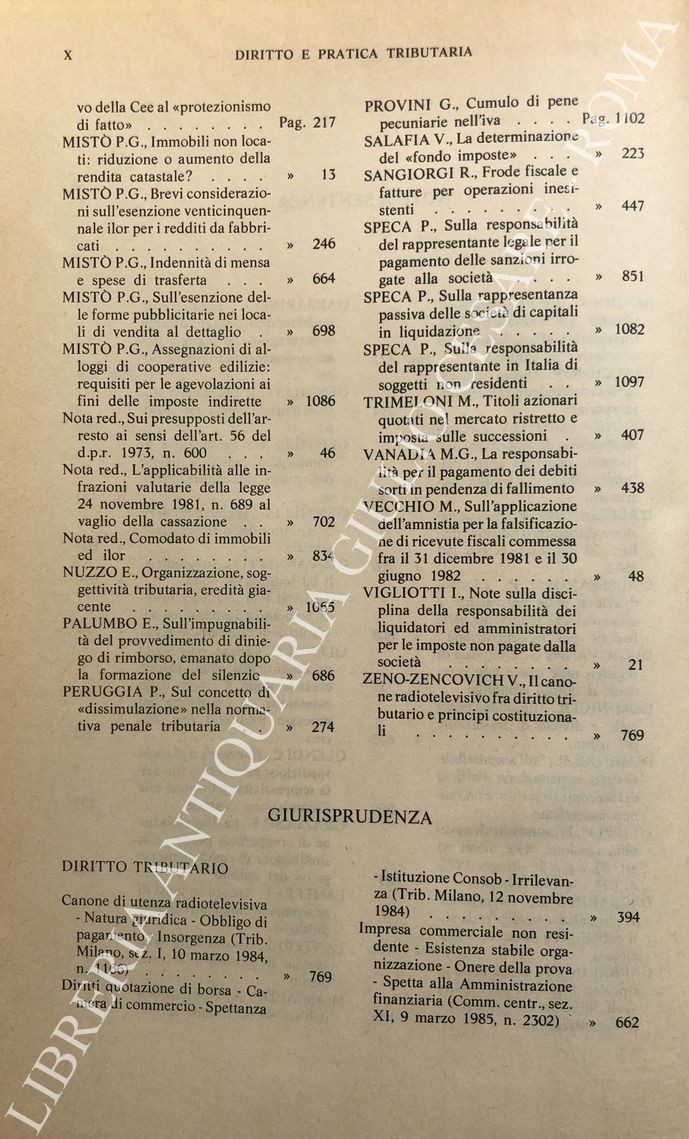 X
DIRITTO E PRATICA TRIBUTARIA
vo della Cee al «protezionismo
di fatto» . . . . . . . . Pag. 217
MISTÒ P.G., Immobili non loca-
ti: riduzione o aumento della
rendita catastale? . . . . » 13
MISTÒ P.G., Brevi considerazio-
ni sull'esenzione venticinquen-
nale ilor per i redditi da fabbri-
cati . . . . . . . . . . » 246
MISTÒ P.G., Indennità di mensa
e spese di trasferta . . . » 664
MISTÒ P.G., Sull'esenzione del-
le forme pubblicitarie nei loca-
li di vendita al dettaglio . » 698
MISTÒ P.G., Assegnazioni di al-
loggi di cooperative edilizie:
requisiti per le agevolazioni ai
fini delle imposte indirette » 1086
Nota red., Sui presupposti dell'ar-
resto ai sensi dell'art. 56 del
d.p.r. 1973, n. 600 . . . » 46
Nota red., L'applicabilità alle in-
frazioni valutarie della legge
24 novembre 1981, n. 689 al
vaglio della cassazione . . » 702
Nota red., Comodato di immobili
ed ilor . . . . . . . . » 834
NUZZO E., Organizzazione, sog-
gettività tributaria, eredità gia-
cente . . . . . . . . . » 1065
PALUMBO E., Sull'impugnabili-
tà del provvedimento di dinie-
go di rimborso, emanato dopo
la formazione del silenzio » 686
PERUGGIA P., Sul concetto di
«dissimulazione» nella norma-
tiva penale tributaria . » 274
PROVINI G., Cumulo di pene
pecuniarie nell'iva . . . . Pag. 1102
SALAFIA V., La determinazione
del «fondo imposte» . . . » 223
SANGIORGI R., Frode fiscale e
fatture per operazioni inesi-
stenti . . . . . . . . . » 447
SPECA P., Sulla responsabilità
del rappresentante legale per il
pagamento delle sanzioni irro-
gate alla società . . . . . » 851
SPECA P., Sulla rappresentanza
passiva delle società di capitali
in liquidazione . . . . . » 1082
SPECA P., Sulla responsabilità
del rappresentante in Italia di
soggetti non residenti . . » 1097
TRIMELONI M., Titoli azionari
quotati nel mercato ristretto e
imposta sulle successioni . » 407
VANADIA M.G., La responsabi-
lità per il pagamento dei debiti
sorti in pendenza di fallimento » 438
VECCHIO M., Sull'applicazione
dell'amnistia per la falsificazio-
ne di ricevute fiscali commessa
fra il 31 dicembre 1981 e il 30
giugno 1982 . . . . . . » 48
VIGLIOTTI I., Note sulla disci-
plina della responsabilità dei
liquidatori ed amministratori
per le imposte non pagate dalla
società . . . . . . . . » 21
ZENO-ZENCOVICH V., Il cano-
ne radiotelevisivo fra diritto tri-
butario e principi costituziona-
li . . . . . . . . . . » 769
GIURISPRUDENZA
DIRITTO TRIBUTARIO
Canone di utenza radiotelevisiva
- Natura giuridica - Obbligo di
pagamento - Insorgenza (Trib.
Milano, sez. I, 10 marzo 1984,
n. 1166) . . . . . . . » 769
Diritti quotazione di borsa - Ca-
mera di commercio - Spettanza
- Istituzione Consob - Irrilevan-
za (Trib. Milano, 12 novembre
1984) . . . . . . . . . » 394
Impresa commerciale non resi-
dente - Esistenza stabile orga-
nizzazione - Onere della prova
- Spetta alla Amministrazione
finanziaria (Comm. centr., sez.
XI, 9 marzo 1985, n. 2302) » 662
LIBRERIA ANTIQUARIA GIULIO CESARE ROMA